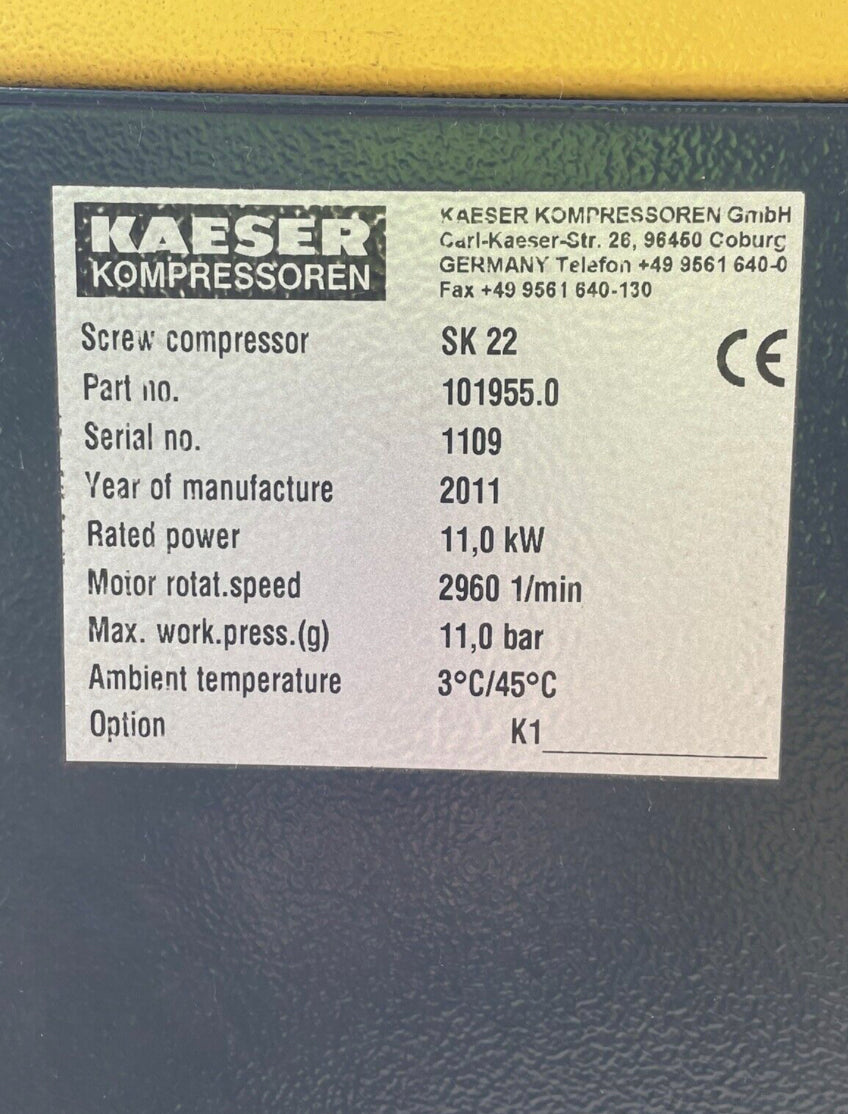 KAESER
KOMPRESSOREN
KAESER KOMPRESSOREN GmbH
Carl-Kaeser-Str. 26, 96450 Coburg
GERMANY Telefon +49 9561 640-0
Fax +49 9561 640-130
CE
Screw compressor SK 22
Part no. 101955.0
Serial no. 1109
Year of manufacture 2011
Rated power 11,0 kW
Motor rotat.speed 2960 1/min
Max. work.press.(g) 11,0 bar
Ambient temperature 3°C/45°C
Option K1